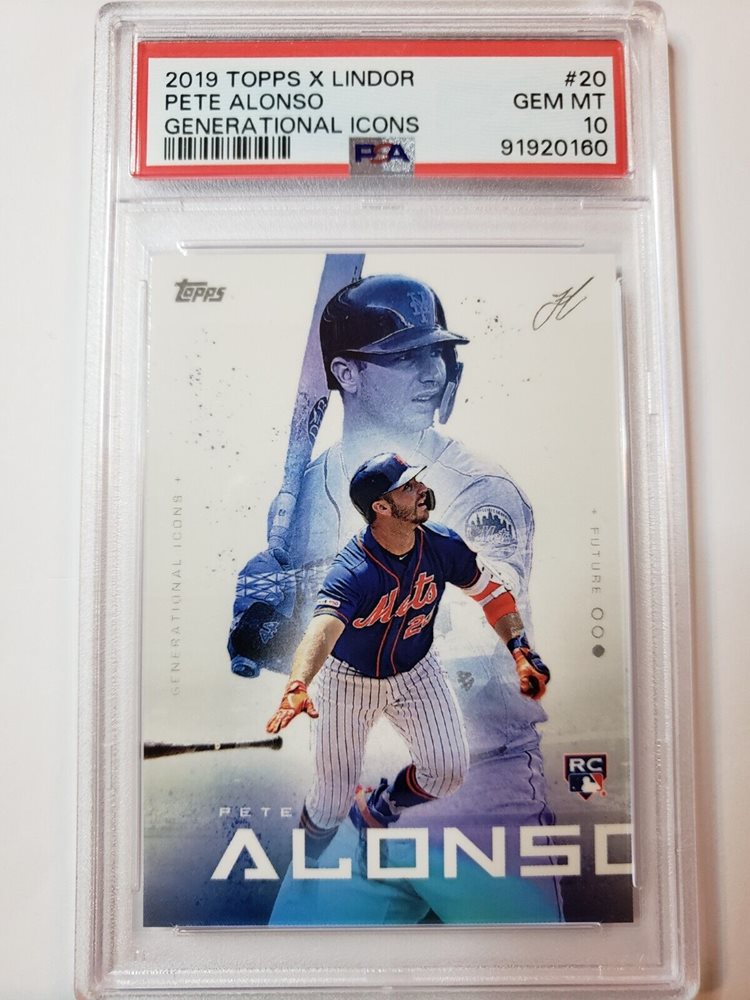 2019 TOPPS X LINDOR #20
PETE ALONSO GEM MT
GENERATIONAL ICONS 10
PSA 91920160
Topps
GENERATIONAL ICONS +
+ FUTURE
Mets
RC
PETE
ALONSO